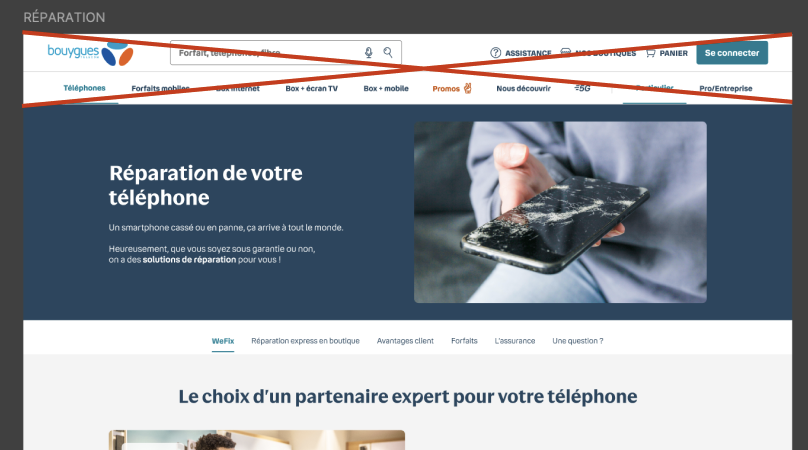 RÉPARATION
bouygues
Forfait, téléphone, fibre
ASSISTANCE
NOS BOUTIQUES
PANIER
Se connecter
Téléphones
Forfaits mobiles
Box internet
Box + écran TV
Box + mobile
Promos
Nous découvrir
5G
Particulier
Pro/Entreprise
Réparation de votre
téléphone
Un smartphone cassé ou en panne, ça arrive à tout le monde.
Heureusement, que vous soyez sous garantie ou non,
on a des solutions de réparation pour vous !
WeFix
Réparation express en boutique
Avantages client
Forfaits
L'assurance
Une question ?
Le choix d'un partenaire expert pour votre téléphone